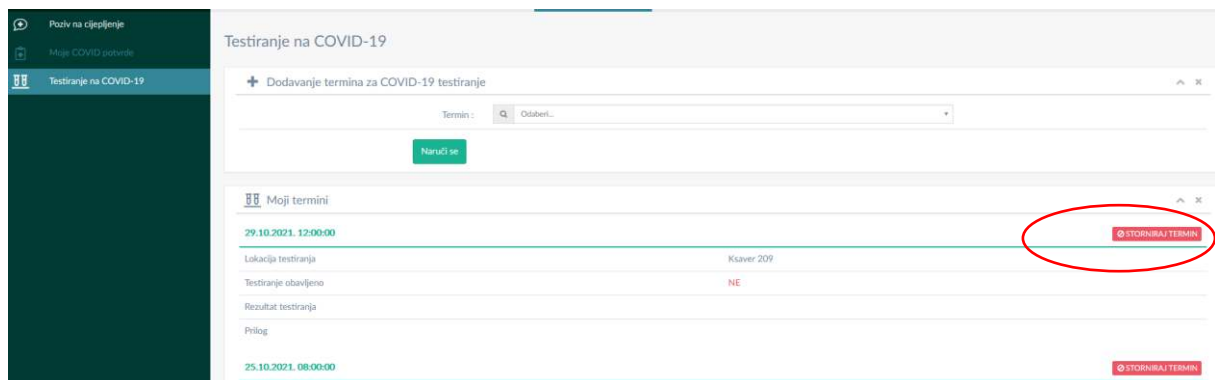 Poziv na cijepljenje
Moje COVID potvrde
Testiranje na COVID-19
Testiranje na COVID-19
Dodavanje termina za COVID-19 testiranje
Termin :
Odaberi...
Naruči se
Moji termini
29.10.2021. 12:00:00
STORNIRAJ TERMIN
Lokacija testiranja
Ksaver 209
Testiranje obavljeno
NE
Rezultat testiranja
Prilog
25.10.2021. 08:00:00
STORNIRAJ TERMIN